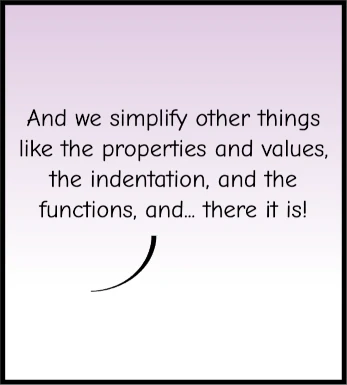 And we simplify other things
like the properties and values,
the indentation, and the
functions, and... there it is!